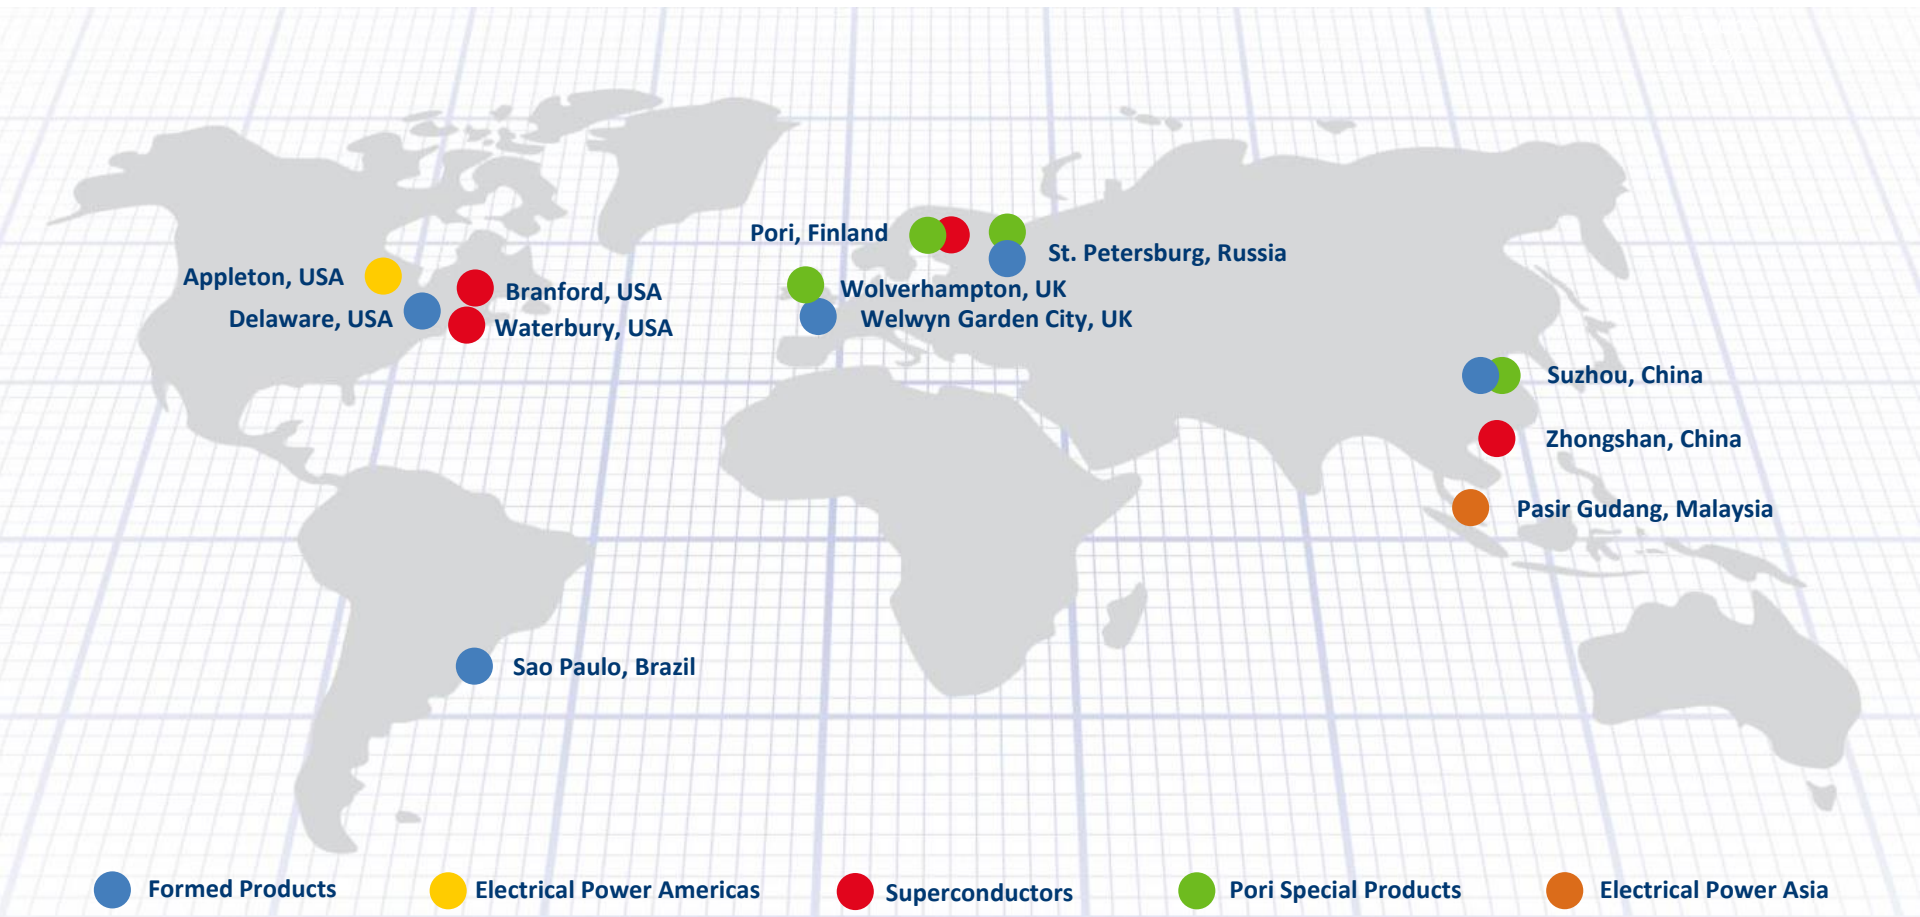 Pori, Finland
St. Petersburg, Russia
Appleton, USA
Branford, USA
Wolverhampton, UK
Delaware, USA
Waterbury, USA
Welwyn Garden City, UK
Suzhou, China
Zhongshan, China
Pasir Gudang, Malaysia
Sao Paulo, Brazil
Formed Products
Electrical Power Americas
Superconductors
Pori Special Products
Electrical Power Asia